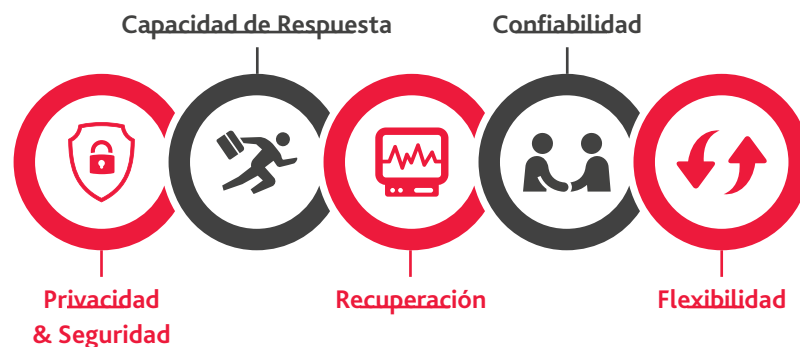 Capacidad de Respuesta
Confiabilidad
Privacidad
& Seguridad
Recuperación
Flexibilidad